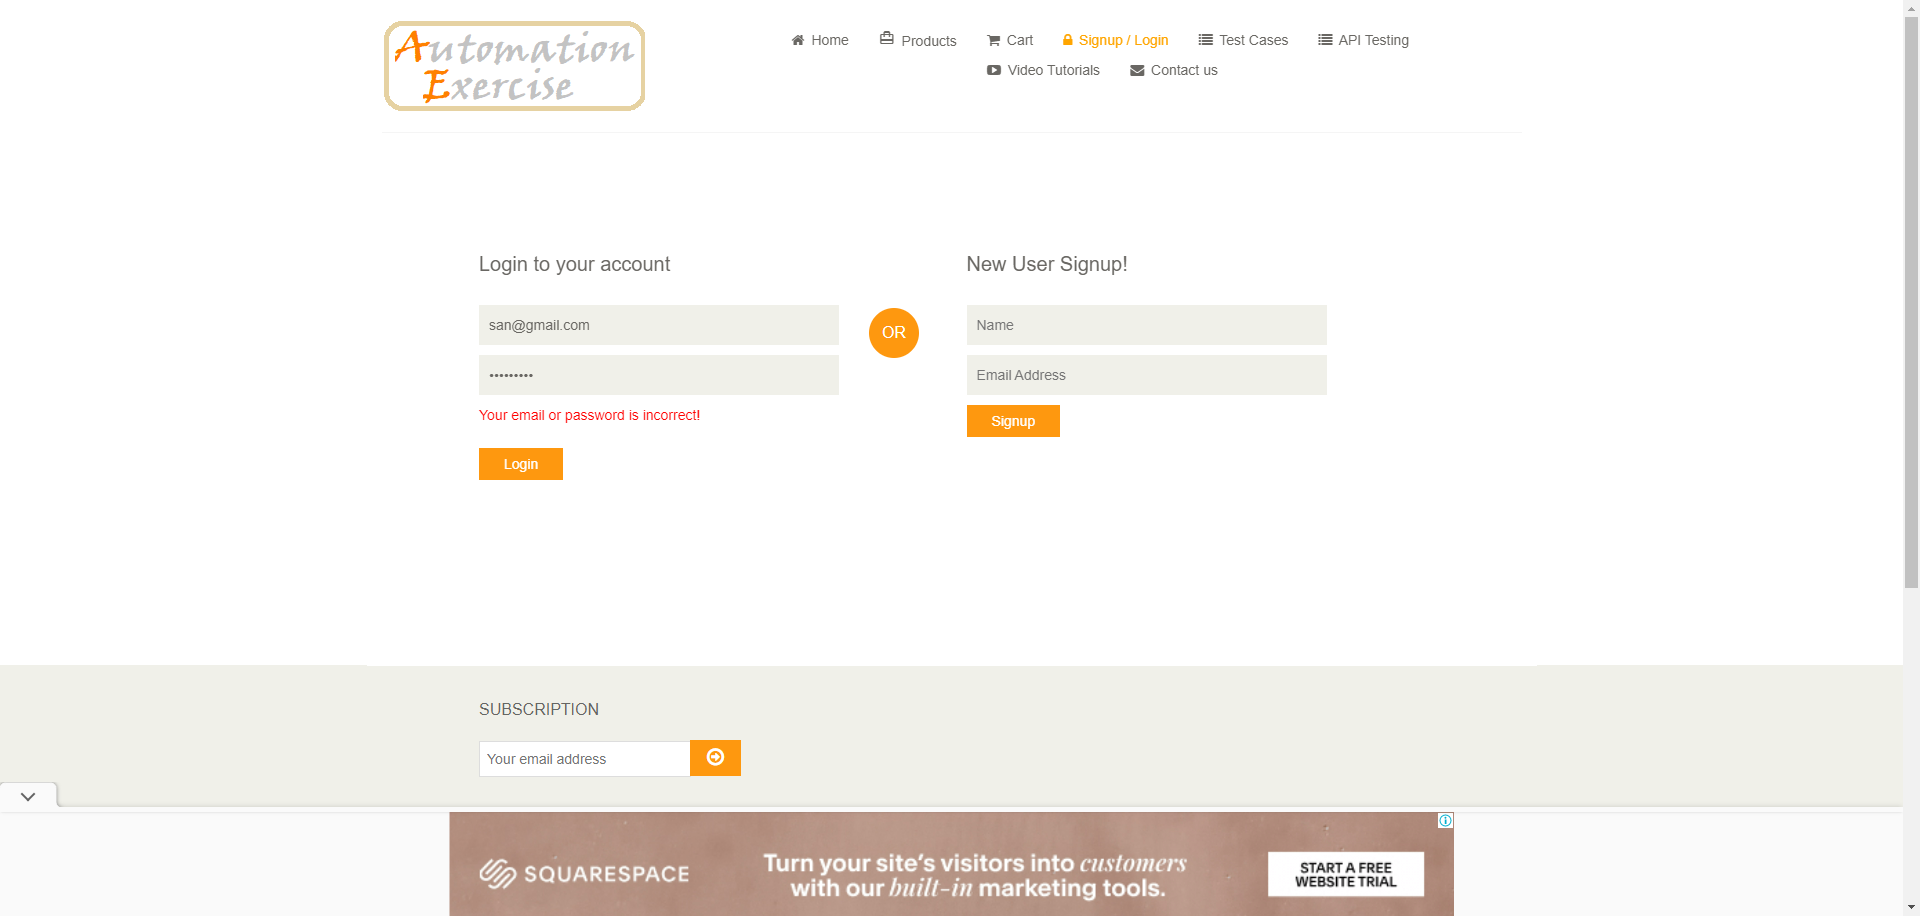 Automation
Exercise
Home
Products
Cart
Signup / Login
Test Cases
API Testing
Video Tutorials
Contact us
Login to your account
san@gmail.com
•••••••••
Your email or password is incorrect!
Login
OR
New User Signup!
Name
Email Address
Signup
SUBSCRIPTION
Your email address
SQUARESPACE
Turn your site's visitors into customers
with our built-in marketing tools.
START A FREE
WEBSITE TRIAL